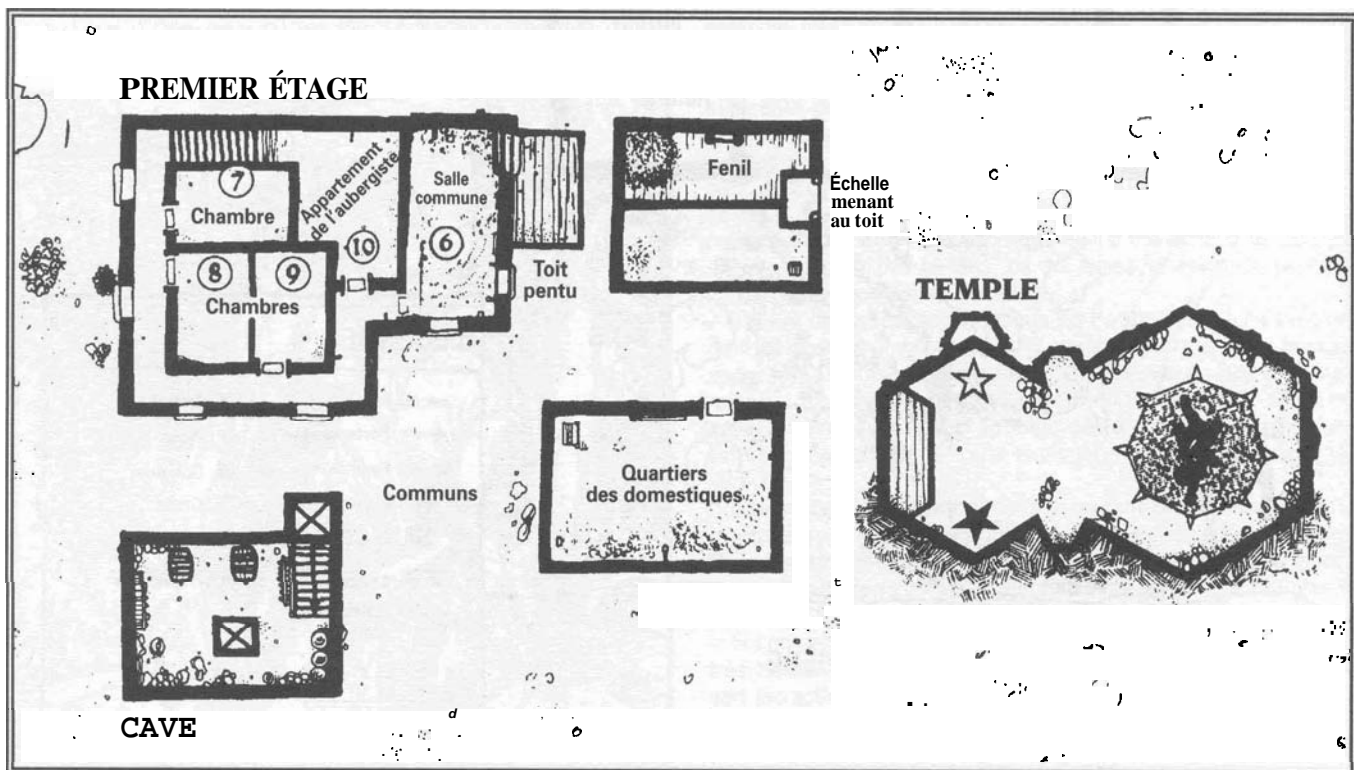 PREMIER ÉTAGE
7
Chambre
Appartement
de l'aubergiste
10
Salle
commune
6
8
9
Chambres
Toit
pentu
Fenil
Échelle
menant
au toit
TEMPLE
Communs
Quartiers
des domestiques
CAVE